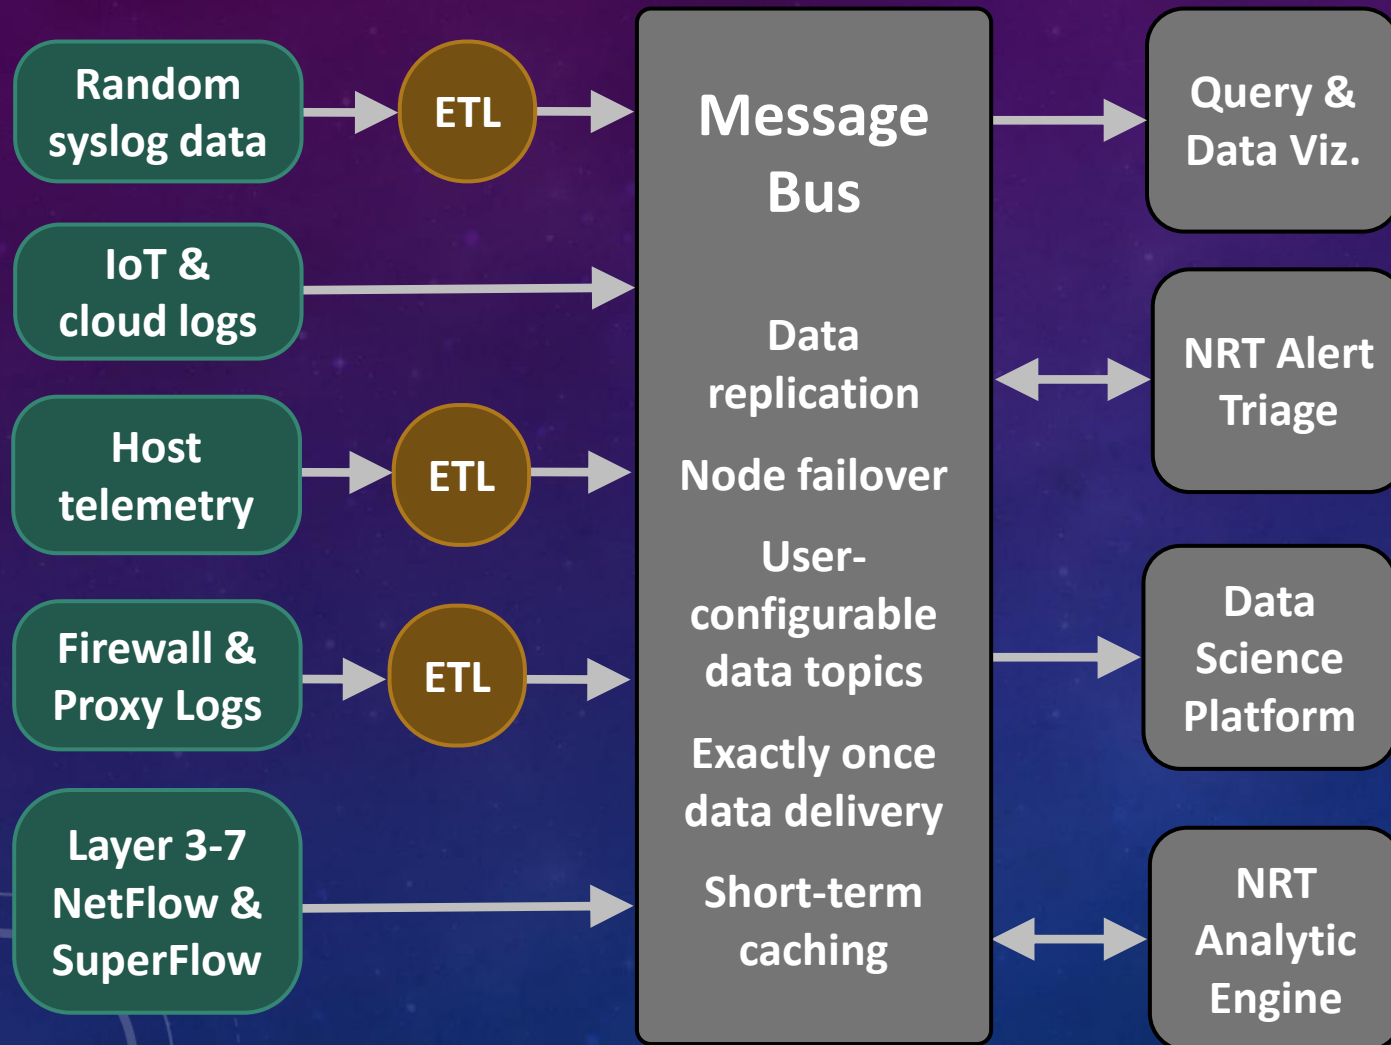 Random
syslog data
ETL
IoT &
cloud logs
Host
telemetry
ETL
Firewall &
Proxy Logs
ETL
Layer 3-7
NetFlow &
SuperFlow
Message
Bus
Data
replication
Node failover
User-
configurable
data topics
Exactly once
data delivery
Short-term
caching
Query &
Data Viz.
NRT Alert
Triage
Data
Science
Platform
NRT
Analytic
Engine